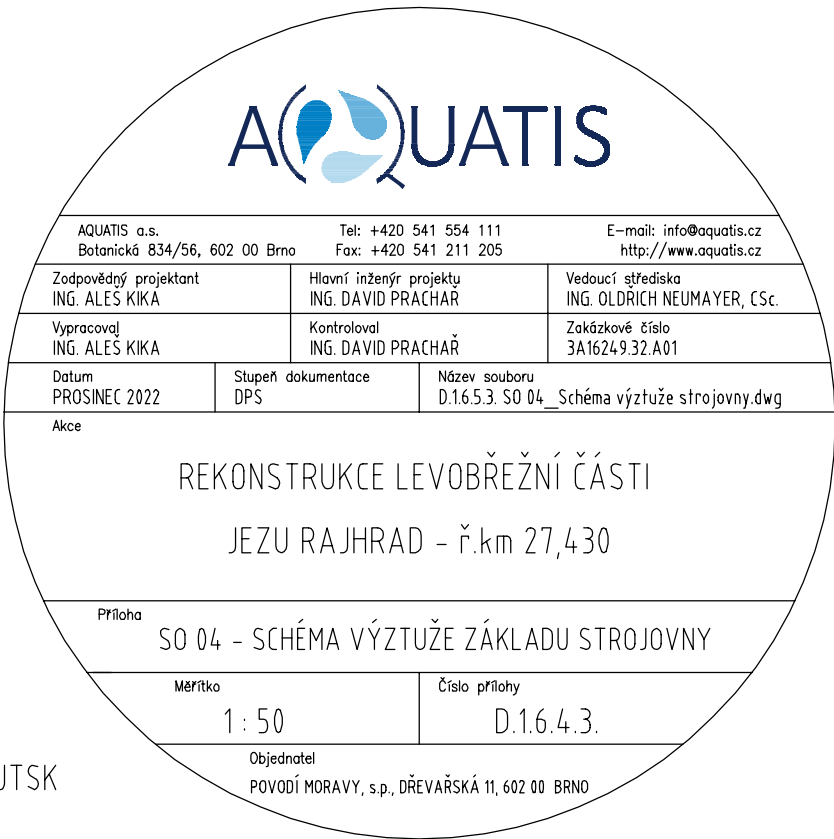 AQUATIS
AQUATIS a.s. Tel: +420 541 554 111 E-mail: info@aquatis.cz
Botanická 834/56, 602 00 Brno Fax: +420 541 211 205 http://www.aquatis.cz
Zodpovědný projektant Hlavní inženýr projektu Vedoucí střediska
ING. ALEŠ KIKA ING. DAVID PRACHAŘ ING. OLDŘICH NEUMAYER, CSc.
Vypracoval Kontroloval Zakázkové číslo
ING. ALEŠ KIKA ING. DAVID PRACHAŘ 3A16249.32.A01
Datum Stupeň dokumentace Název souboru
PROSINEC 2022 DPS D.1.6.5.3. SO 04_Schéma výztuže strojovny.dwg
Akce
REKONSTRUKCE LEVOBŘEŽNÍ ČÁSTI
JEZU RAJHRAD - ř.km 27,430
Příloha
SO 04 - SCHÉMA VÝZTUŽE ZÁKLADU STROJOVNY
Měřítko Číslo přílohy
1 : 50 D.1.6.4.3.
Objednatel
POVODÍ MORAVY, s.p., DŘEVAŘSKÁ 11, 602 00 BRNO
JTSK